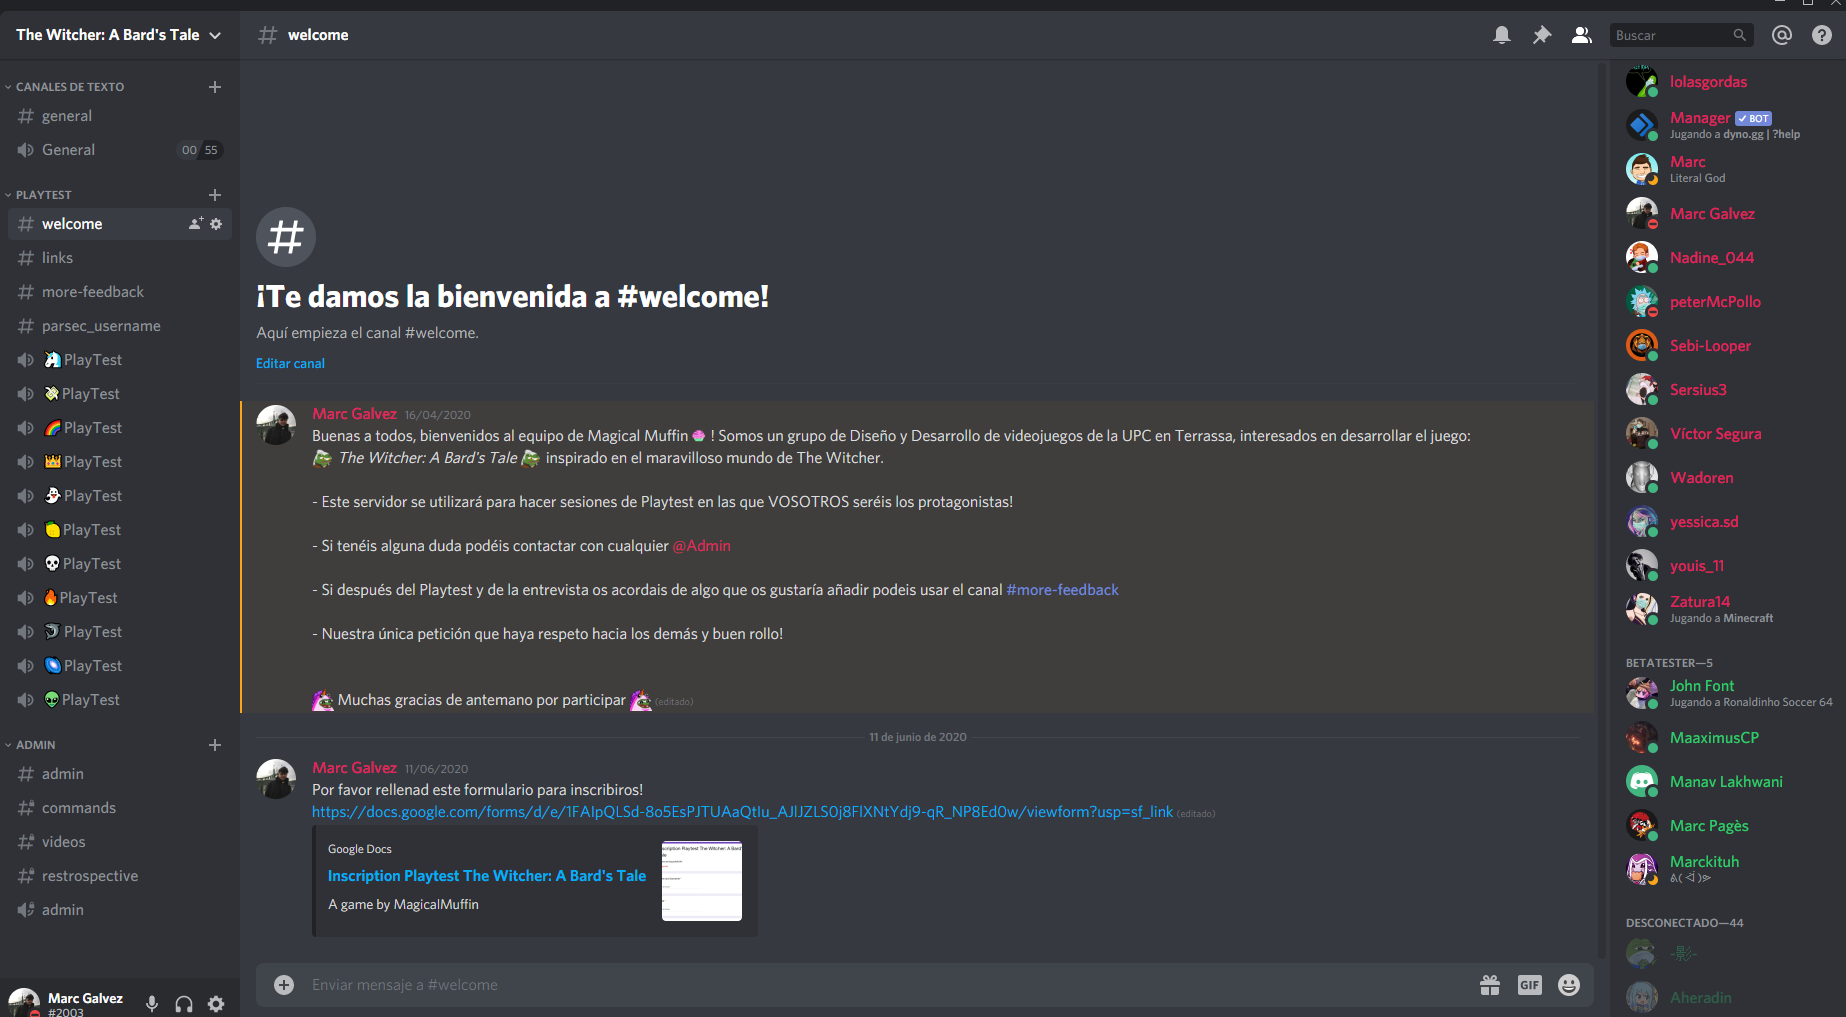 The Witcher: A Bard's Tale
CANALES DE TEXTO
general
General
00 55
PLAYTEST
welcome
links
more-feedback
parsec_username
PlayTest
PlayTest
PlayTest
PlayTest
PlayTest
PlayTest
PlayTest
PlayTest
PlayTest
PlayTest
PlayTest
ADMIN
admin
commands
videos
restrospective
admin
Marc Galvez
#2003
welcome
Buscar
¡Te damos la bienvenida a #welcome!
Aquí empieza el canal #welcome.
Editar canal
Marc Galvez 16/04/2020
Buenas a todos, bienvenidos al equipo de Magical Muffin ! Somos un grupo de Diseño y Desarrollo de videojuegos de la UPC en Terrassa, interesados en desarrollar el juego:
The Witcher: A Bard's Tale inspirado en el maravilloso mundo de The Witcher.
- Este servidor se utilizará para hacer sesiones de Playtest en las que VOSOTROS seréis los protagonistas!
- Si tenéis alguna duda podéis contactar con cualquier @Admin
- Si después del Playtest y de la entrevista os acordais de algo que os gustaría añadir podeis usar el canal #more-feedback
- Nuestra única petición que haya respeto hacia los demás y buen rollo!
Muchas gracias de antemano por participar (editado)
11 de junio de 2020
Marc Galvez 11/06/2020
Por favor rellenad este formulario para inscribiros!
https://docs.google.com/forms/d/e/1FAIpQLSd-8o5EsPJTUAaQtIu_AJlJZLS0j8FlXNtYdj9-qR_NP8Ed0w/viewform?usp=sf_link (editado)
Google Docs
Inscription Playtest The Witcher: A Bard's Tale
A game by MagicalMuffin
Enviar mensaje a #welcome
GIF
lolasgordas
Manager BOT
Jugando a dyno.gg | ?help
Marc
Literal God
Marc Galvez
Nadine_044
peterMcPollo
Sebi-Looper
Sersius3
Víctor Segura
Wadoren
yessica.sd
youis_11
Zatura14
Jugando a Minecraft
BETATESTER—5
John Font
Jugando a Ronaldinho Soccer 64
MaaximusCP
Manav Lakhwani
Marc Pagès
Marckituh
DESCONECTADO—44
-影-
Aheradin